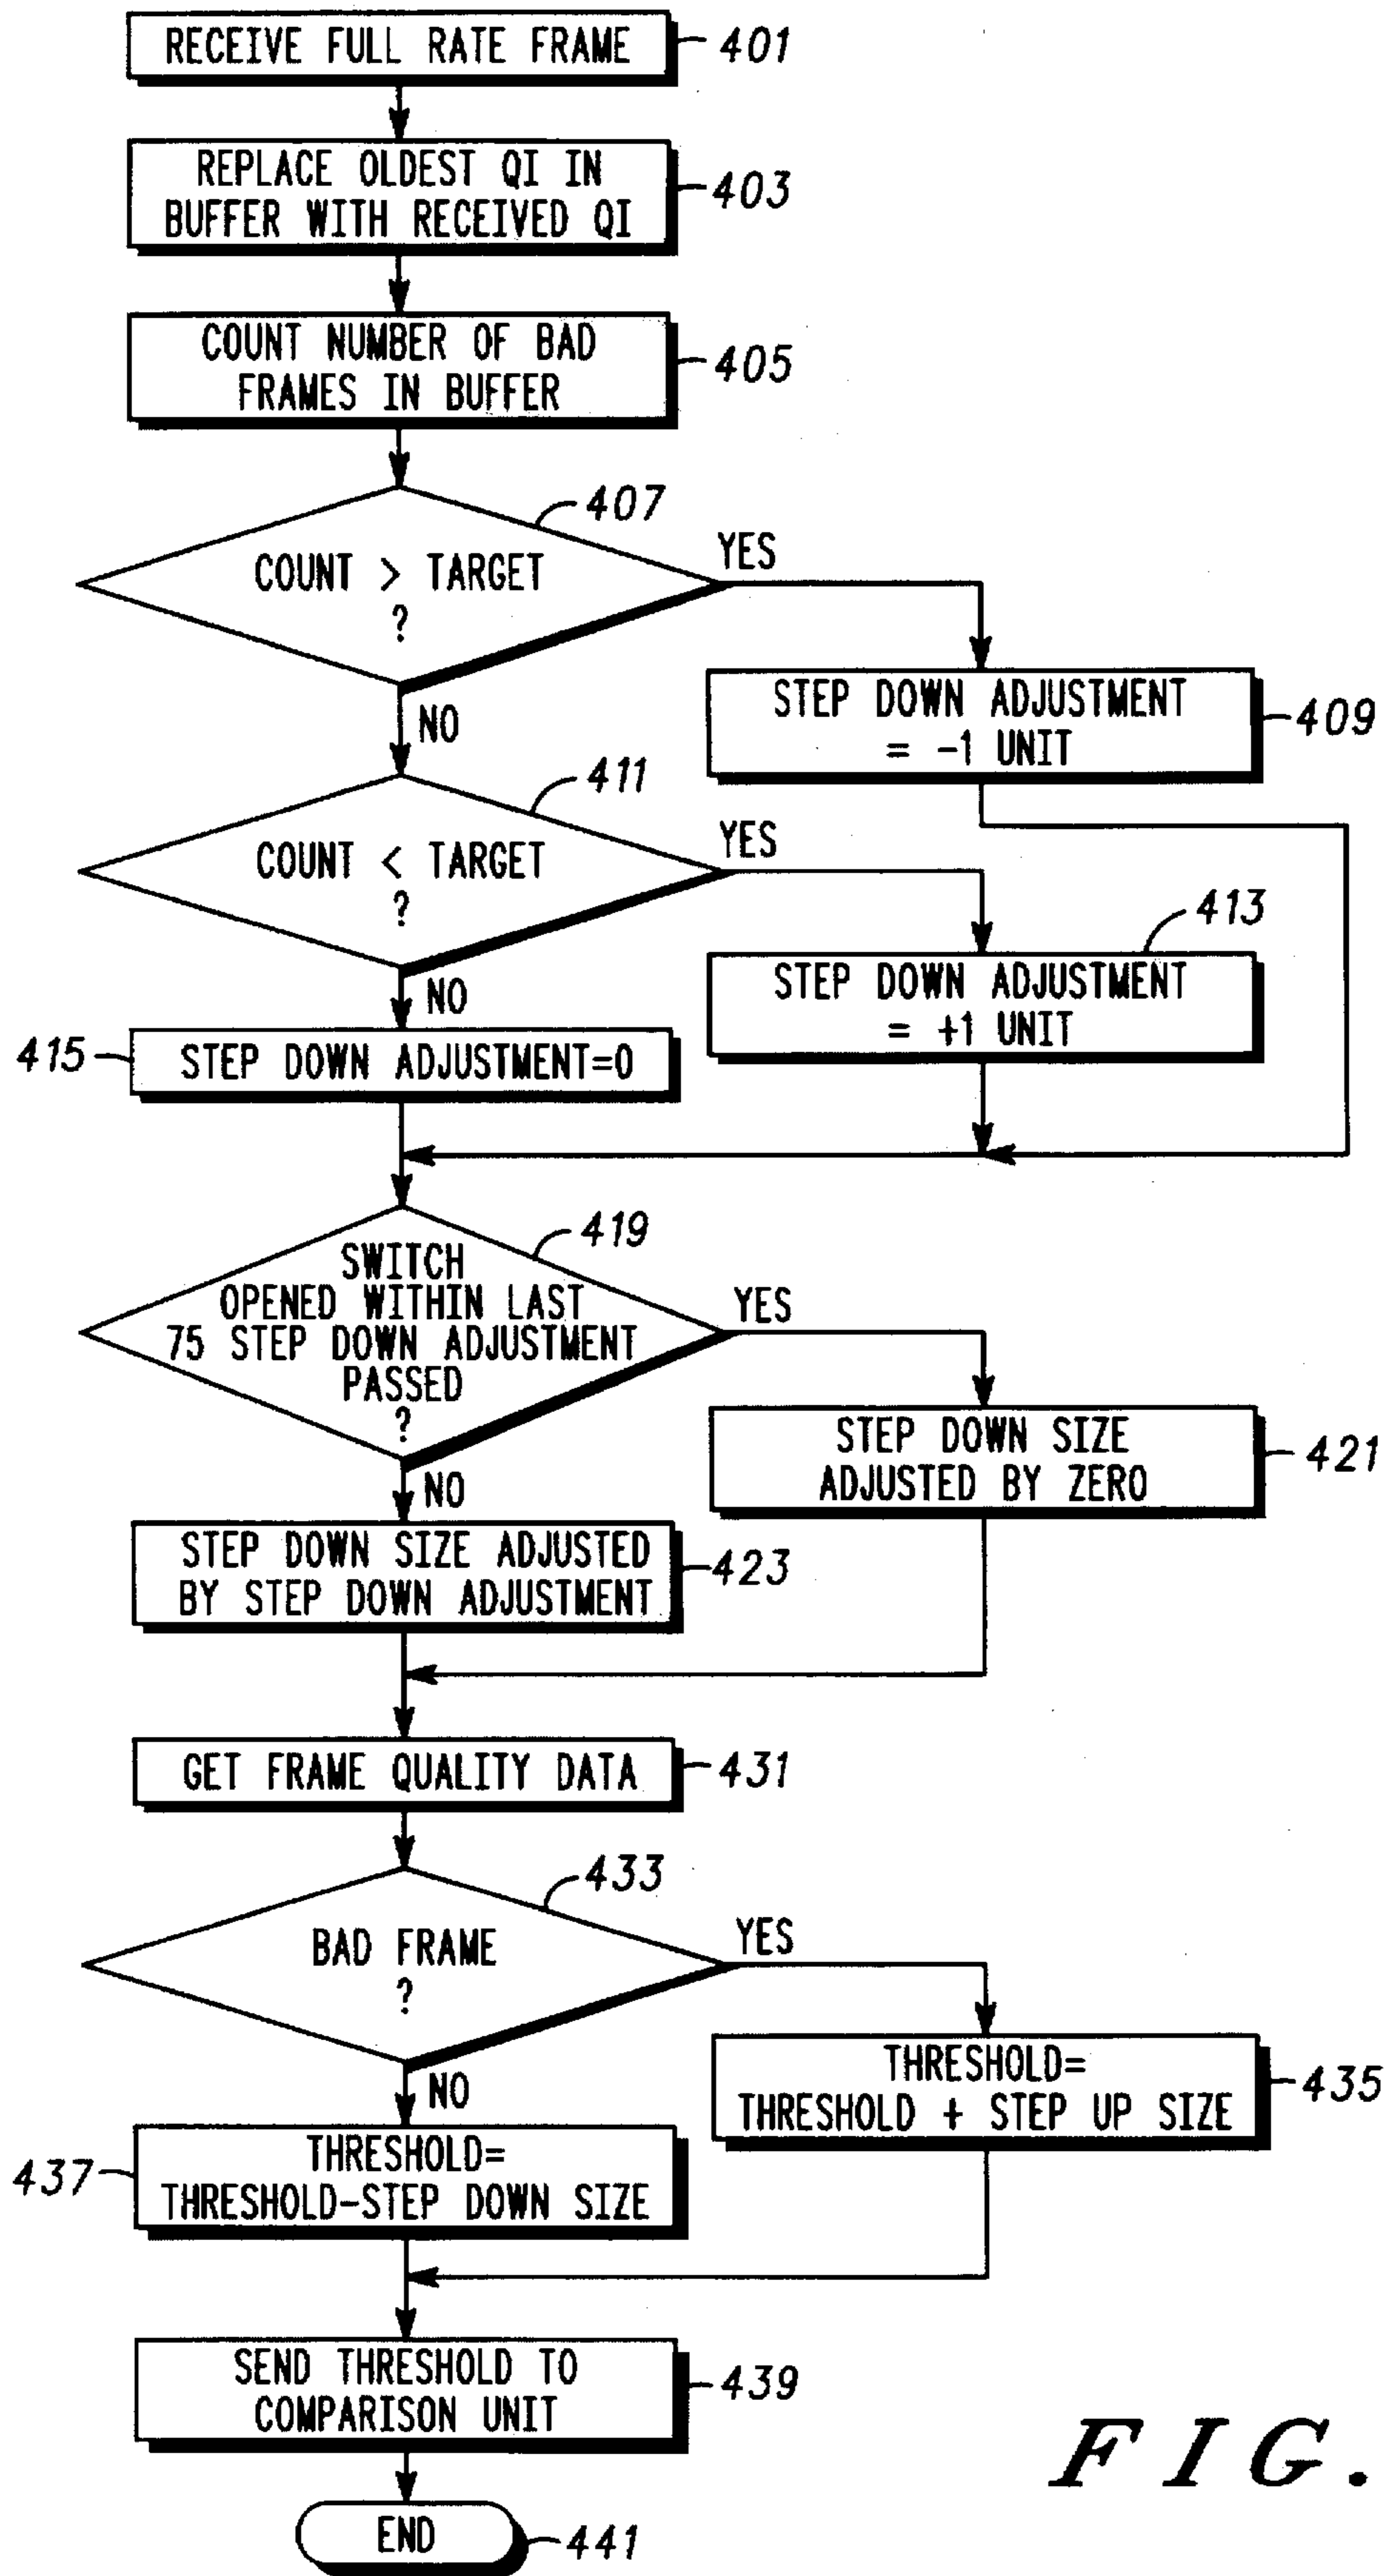 RECEIVE FULL RATE FRAME
401
REPLACE OLDEST QI IN
BUFFER WITH RECEIVED QI
403
COUNT NUMBER OF BAD
FRAMES IN BUFFER
405
407
COUNT > TARGET
?
YES
NO
STEP DOWN ADJUSTMENT
= -1 UNIT
409
411
COUNT < TARGET
?
YES
NO
413
STEP DOWN ADJUSTMENT
= +1 UNIT
415
STEP DOWN ADJUSTMENT=0
419
SWITCH
OPENED WITHIN LAST
75 STEP DOWN ADJUSTMENT
PASSED
?
YES
NO
STEP DOWN SIZE
ADJUSTED BY ZERO
421
STEP DOWN SIZE ADJUSTED
BY STEP DOWN ADJUSTMENT
423
GET FRAME QUALITY DATA
431
433
BAD FRAME
?
YES
NO
THRESHOLD=
THRESHOLD + STEP UP SIZE
435
437
THRESHOLD=
THRESHOLD-STEP DOWN SIZE
SEND THRESHOLD TO
COMPARISON UNIT
439
END
441
FIG.